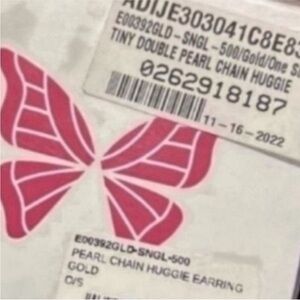 ADIJE303041C8E8
E00392GLD-SNGL-500/Gold/One S
TINY DOUBLE PEARL CHAIN HUGGIE
0262918187
11-16-2022
E00392GLD-SNGL-500
PEARL CHAIN HUGGIE EARRING
GOLD
O/S